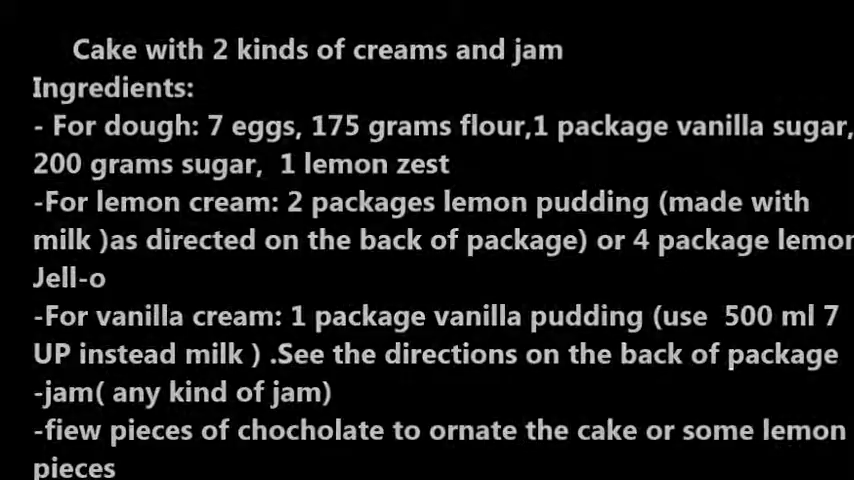 Cake with 2 kinds of creams and jam
Ingredients:
- For dough: 7 eggs, 175 grams flour,1 package vanilla sugar,
200 grams sugar,  1 lemon zest
-For lemon cream: 2 packages lemon pudding (made with
milk )as directed on the back of package) or 4 package lemon
Jell-o
-For vanilla cream: 1 package vanilla pudding (use  500 ml 7
UP instead milk ) .See the directions on the back of package
-jam( any kind of jam)
-fiew pieces of chocholate to ornate the cake or some lemon
pieces